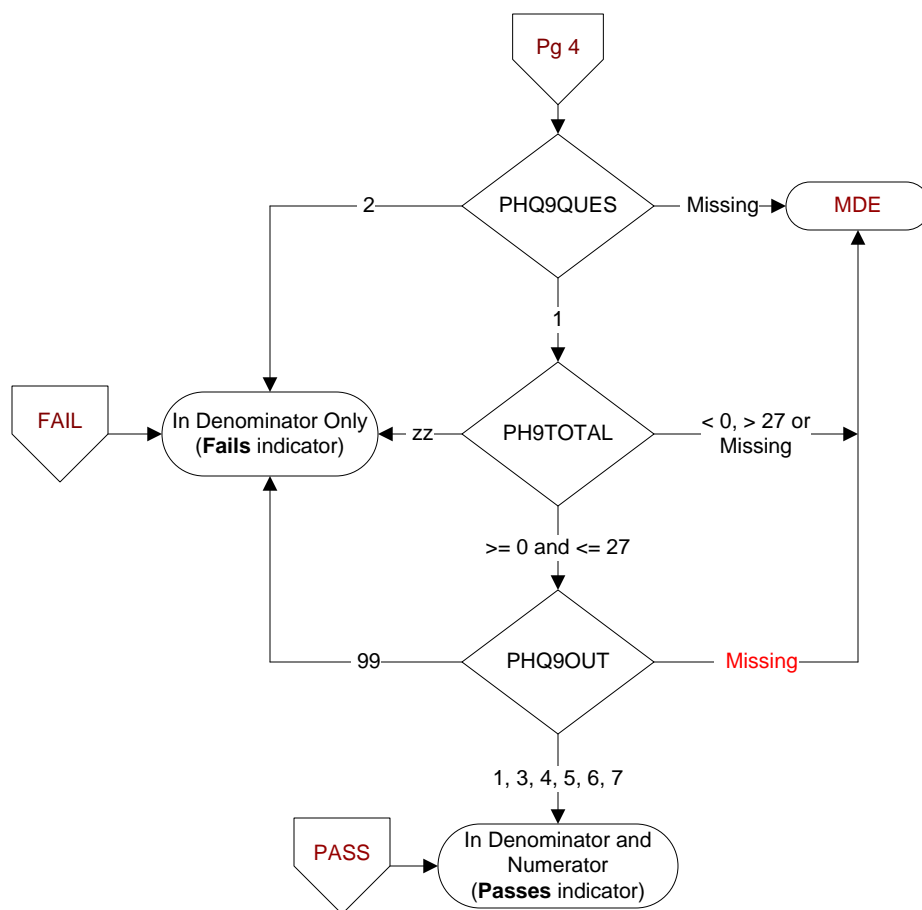 Pg 4
2
PHQ9QUES
Missing
MDE
1
FAIL
In Denominator Only
(Fails indicator)
zz
PH9TOTAL
< 0, > 27 or
Missing
>= 0 and <= 27
99
PHQ9OUT
Missing
1, 3, 4, 5, 6, 7
PASS
In Denominator and
Numerator
(Passes indicator)